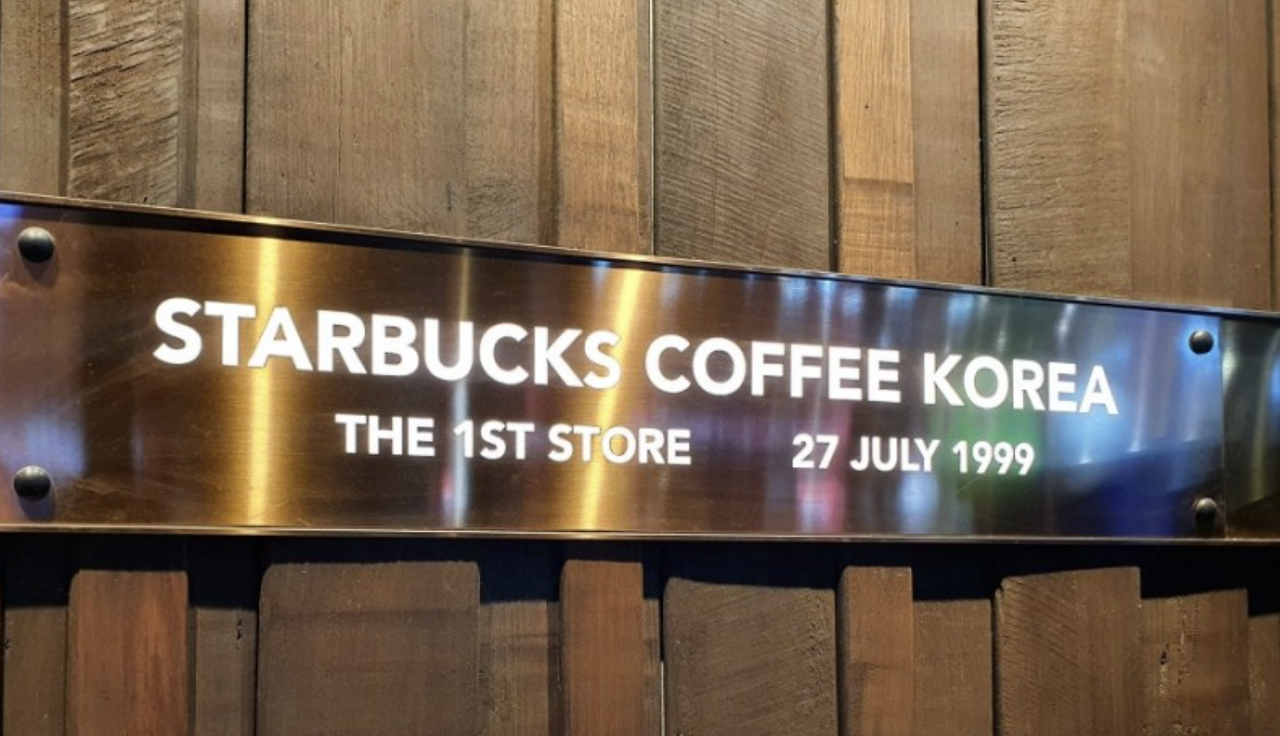 STARBUCKS COFFEE KOREA
THE 1ST STORE 27 JULY 1999